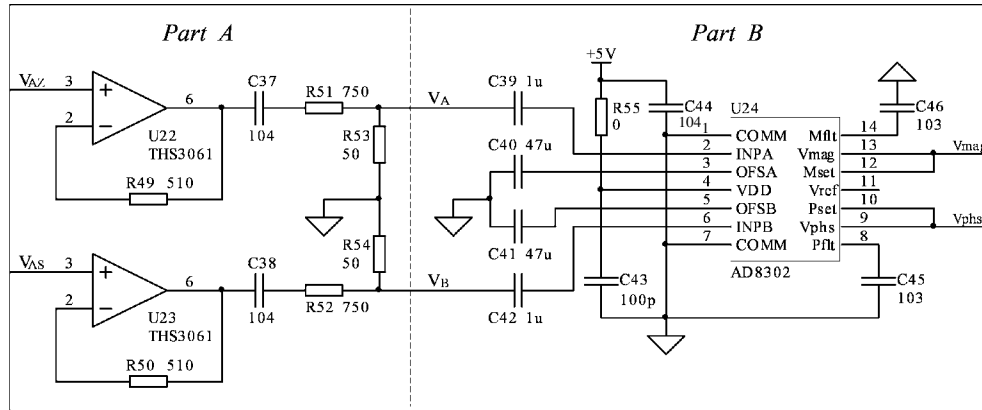 Part A
Part B
VAZ
3
2
6
U22
THS3061
R49 510
C37
104
R51 750
VA
R53
50
R54
50
VAS
3
2
6
U23
THS3061
R50 510
C38
104
R52 750
VB
+5V
C39 1u
R55
0
C44
104
C40 47u
C41 47u
C42 1u
C43
100p
U24
1 COMM
2 INPA
3 OFSA
4 VDD
5 OFSB
6 INPB
7 COMM
Mflt 14
Vmag 13
Mset 12
Vref 11
Pset 10
Vphs 9
Pflt 8
AD8302
C46
103
Vmag
Vphs
C45
103